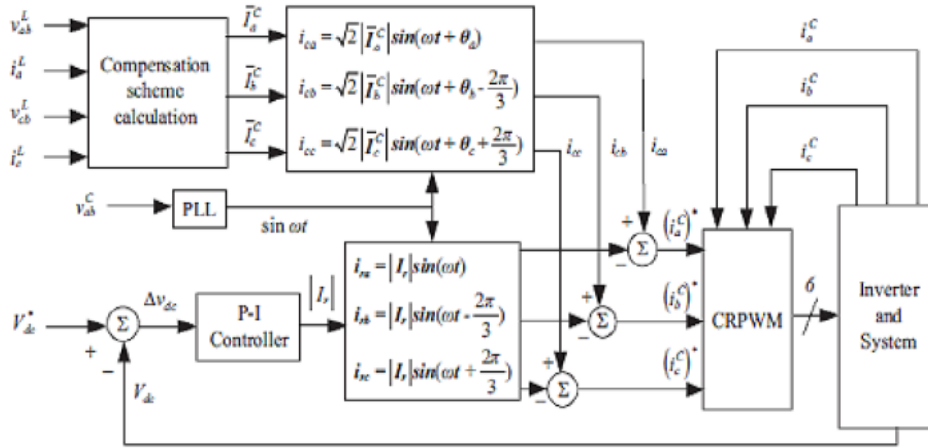 v_ab^L
i_a^L
v_cb^L
i_c^L
Compensation
scheme
calculation
Ī_a^C
Ī_b^C
Ī_c^C
i_ca = √2 |Ī_a^C| sin(ωt + θ_a)
i_cb = √2 |Ī_b^C| sin(ωt + θ_b - 2π/3)
i_cc = √2 |Ī_c^C| sin(ωt + θ_c + 2π/3)
i_cc
i_cb
i_ca
i_a^C
i_b^C
i_c^C
v_ab^C
PLL
sin ωt
V_dc^*
+
−
Σ
Δv_dc
P-I
Controller
|I_r|
i_ra = |I_r| sin(ωt)
i_rb = |I_r| sin(ωt - 2π/3)
i_rc = |I_r| sin(ωt + 2π/3)
+
−
Σ
(i_a^C)^*
+
−
Σ
(i_b^C)^*
+
−
Σ
(i_c^C)^*
CRPWM
6
Inverter
and
System
V_dc